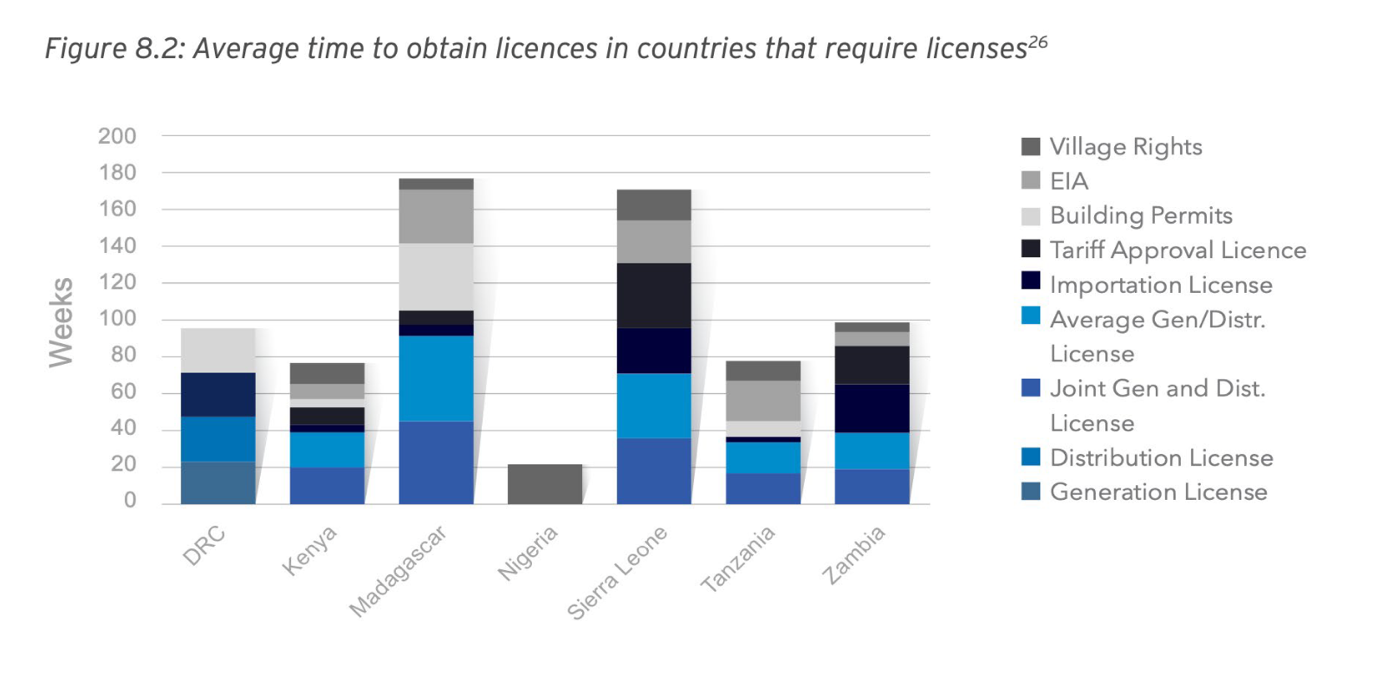 Figure 8.2: Average time to obtain licences in countries that require licenses26
200
180
160
140
120
100
80
60
40
20
0
Weeks
DRC
Kenya
Madagascar
Nigeria
Sierra Leone
Tanzania
Zambia
Village Rights
EIA
Building Permits
Tariff Approval Licence
Importation License
Average Gen/Distr.
License
Joint Gen and Dist.
License
Distribution License
Generation License